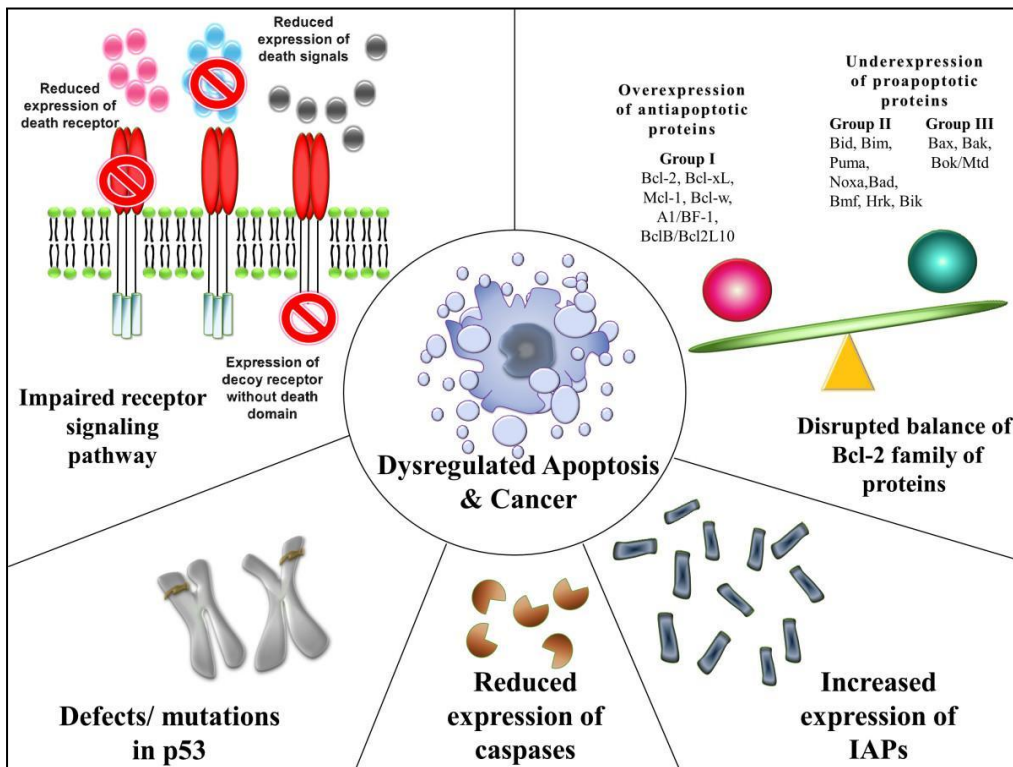 Reduced
expression of
death signals
Reduced
expression of
death receptor
Expression of
decoy receptor
without death
domain
Impaired receptor
signaling
pathway
Overexpression
of antiapoptotic
proteins
Group I
Bcl-2, Bcl-xL,
Mcl-1, Bcl-w,
A1/BF-1,
BclB/Bcl2L10
Underexpression
of proapoptotic
proteins
Group II
Bid, Bim,
Puma,
Noxa,Bad,
Bmf, Hrk, Bik
Group III
Bax, Bak,
Bok/Mtd
Disrupted balance of
Bcl-2 family of
proteins
Dysregulated Apoptosis
& Cancer
Defects/ mutations
in p53
Reduced
expression of
caspases
Increased
expression of
IAPs